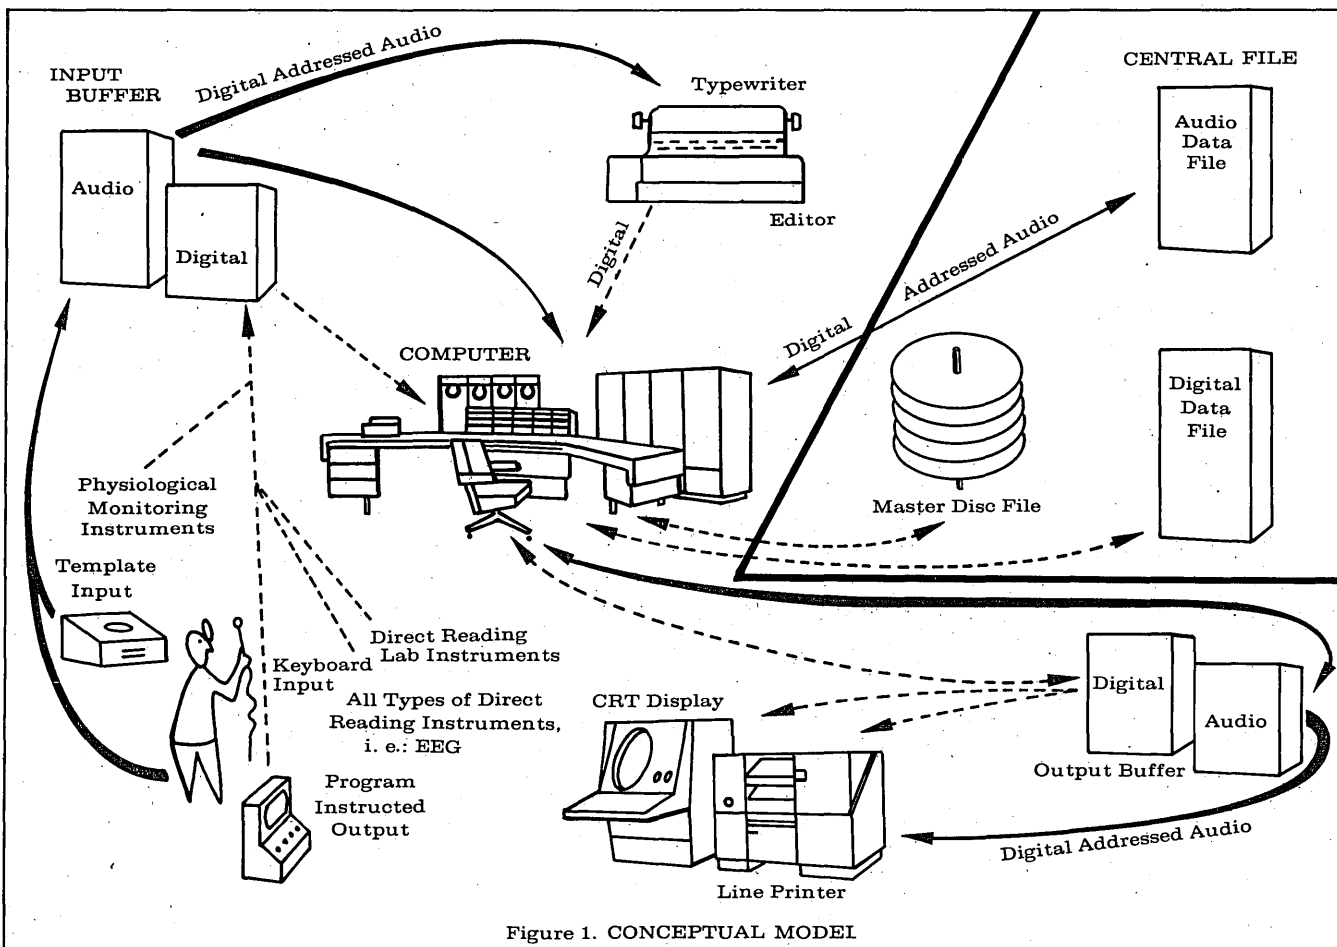 INPUT
BUFFER
Audio
Digital
Digital Addressed Audio
Typewriter
Editor
Digital
CENTRAL FILE
Audio
Data
File
Digital Addressed Audio
Digital
Data
File
Master Disc File
COMPUTER
Physiological
Monitoring
Instruments
Template
Input
Direct Reading
Lab Instruments
Keyboard
Input
All Types of Direct
Reading Instruments,
i. e.: EEG
Program
Instructed
Output
CRT Display
Line Printer
Digital
Audio
Output Buffer
Digital Addressed Audio
Figure 1. CONCEPTUAL MODEL